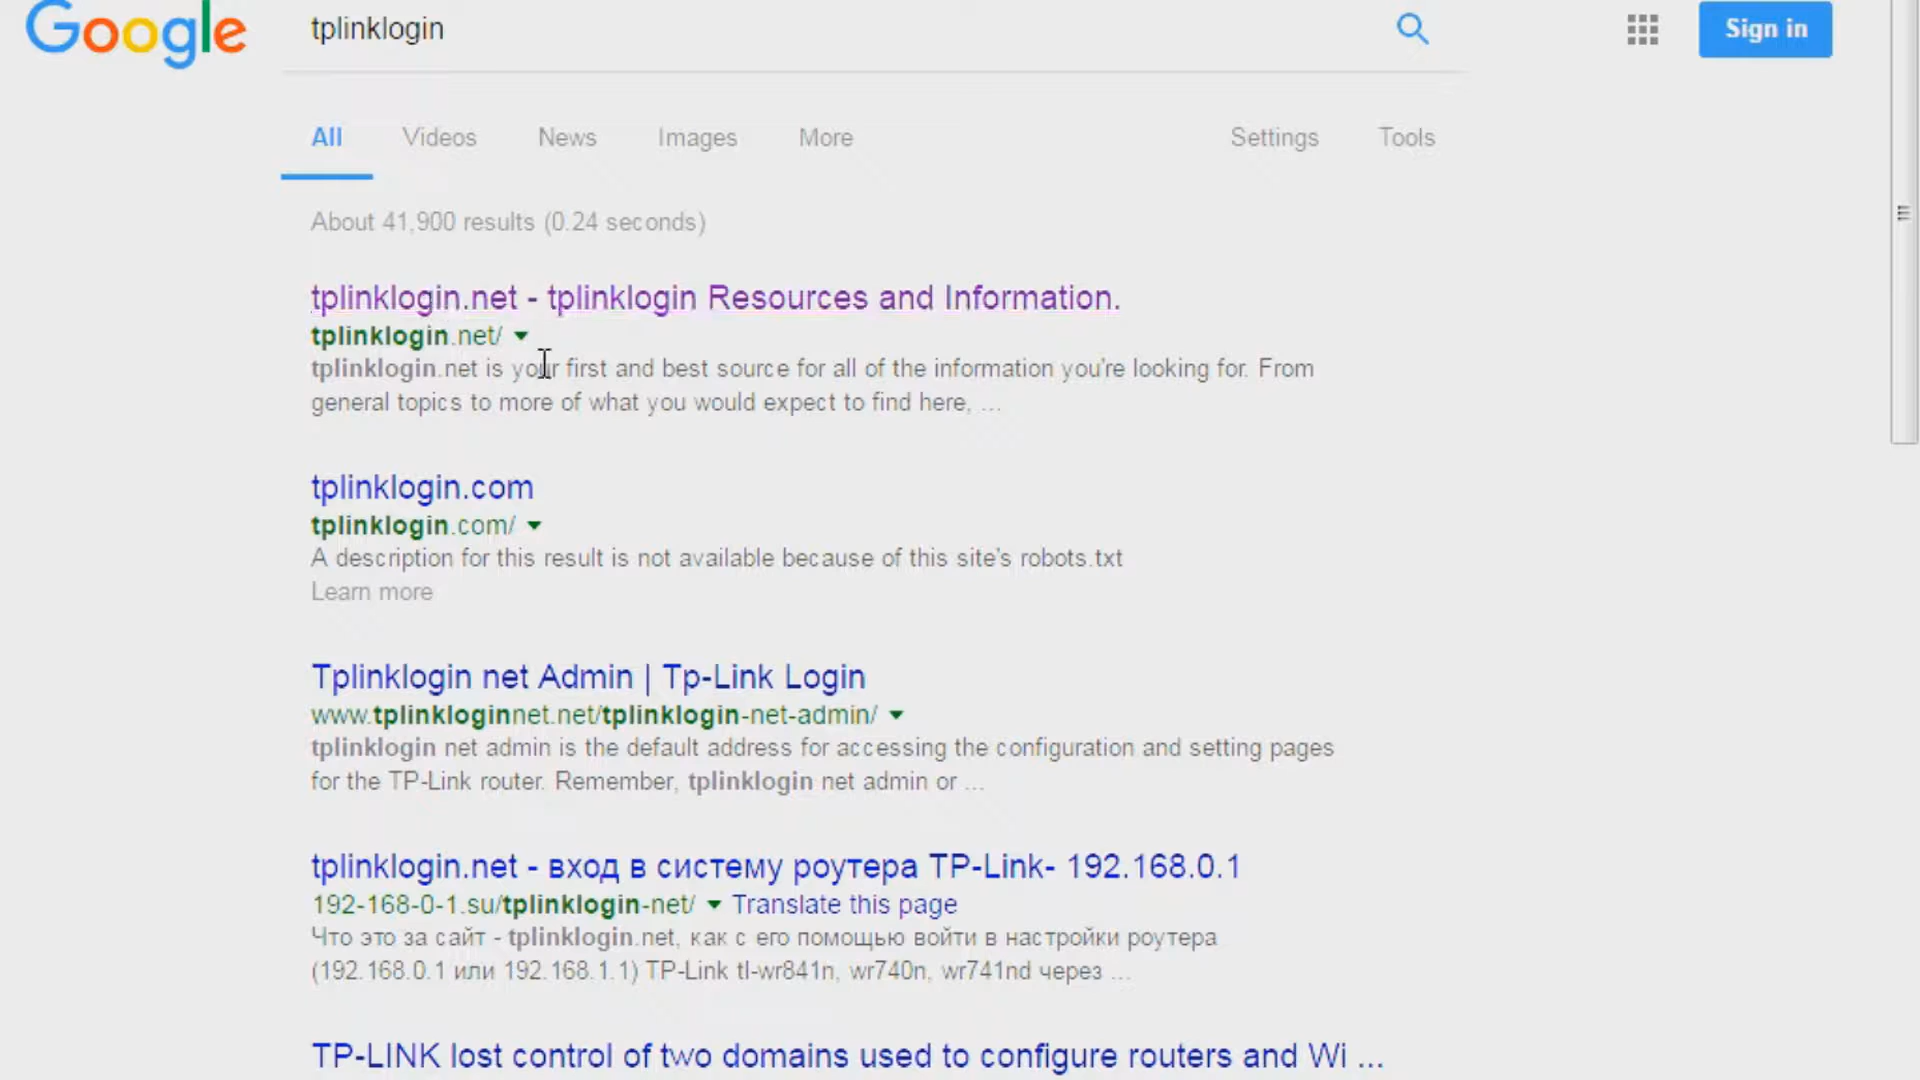 Google
tplinklogin
Sign in
All Videos News Images More Settings Tools
About 41,900 results (0.24 seconds)
tplinklogin.net - tplinklogin Resources and Information.
tplinklogin.net/
tplinklogin.net is your first and best source for all of the information you're looking for. From
general topics to more of what you would expect to find here, ...
tplinklogin.com
tplinklogin.com/
A description for this result is not available because of this site's robots.txt
Learn more
Tplinklogin net Admin | Tp-Link Login
www.tplinkloginnet.net/tplinklogin-net-admin/
tplinklogin net admin is the default address for accessing the configuration and setting pages
for the TP-Link router. Remember, tplinklogin net admin or ...
tplinklogin.net - вход в систему роутера TP-Link- 192.168.0.1
192-168-0-1.su/tplinklogin-net/ Translate this page
Что это за сайт - tplinklogin.net, как с его помощью войти в настройки роутера
(192.168.0.1 или 192.168.1.1) TP-Link tl-wr841n, wr740n, wr741nd через ...
TP-LINK lost control of two domains used to configure routers and Wi ...